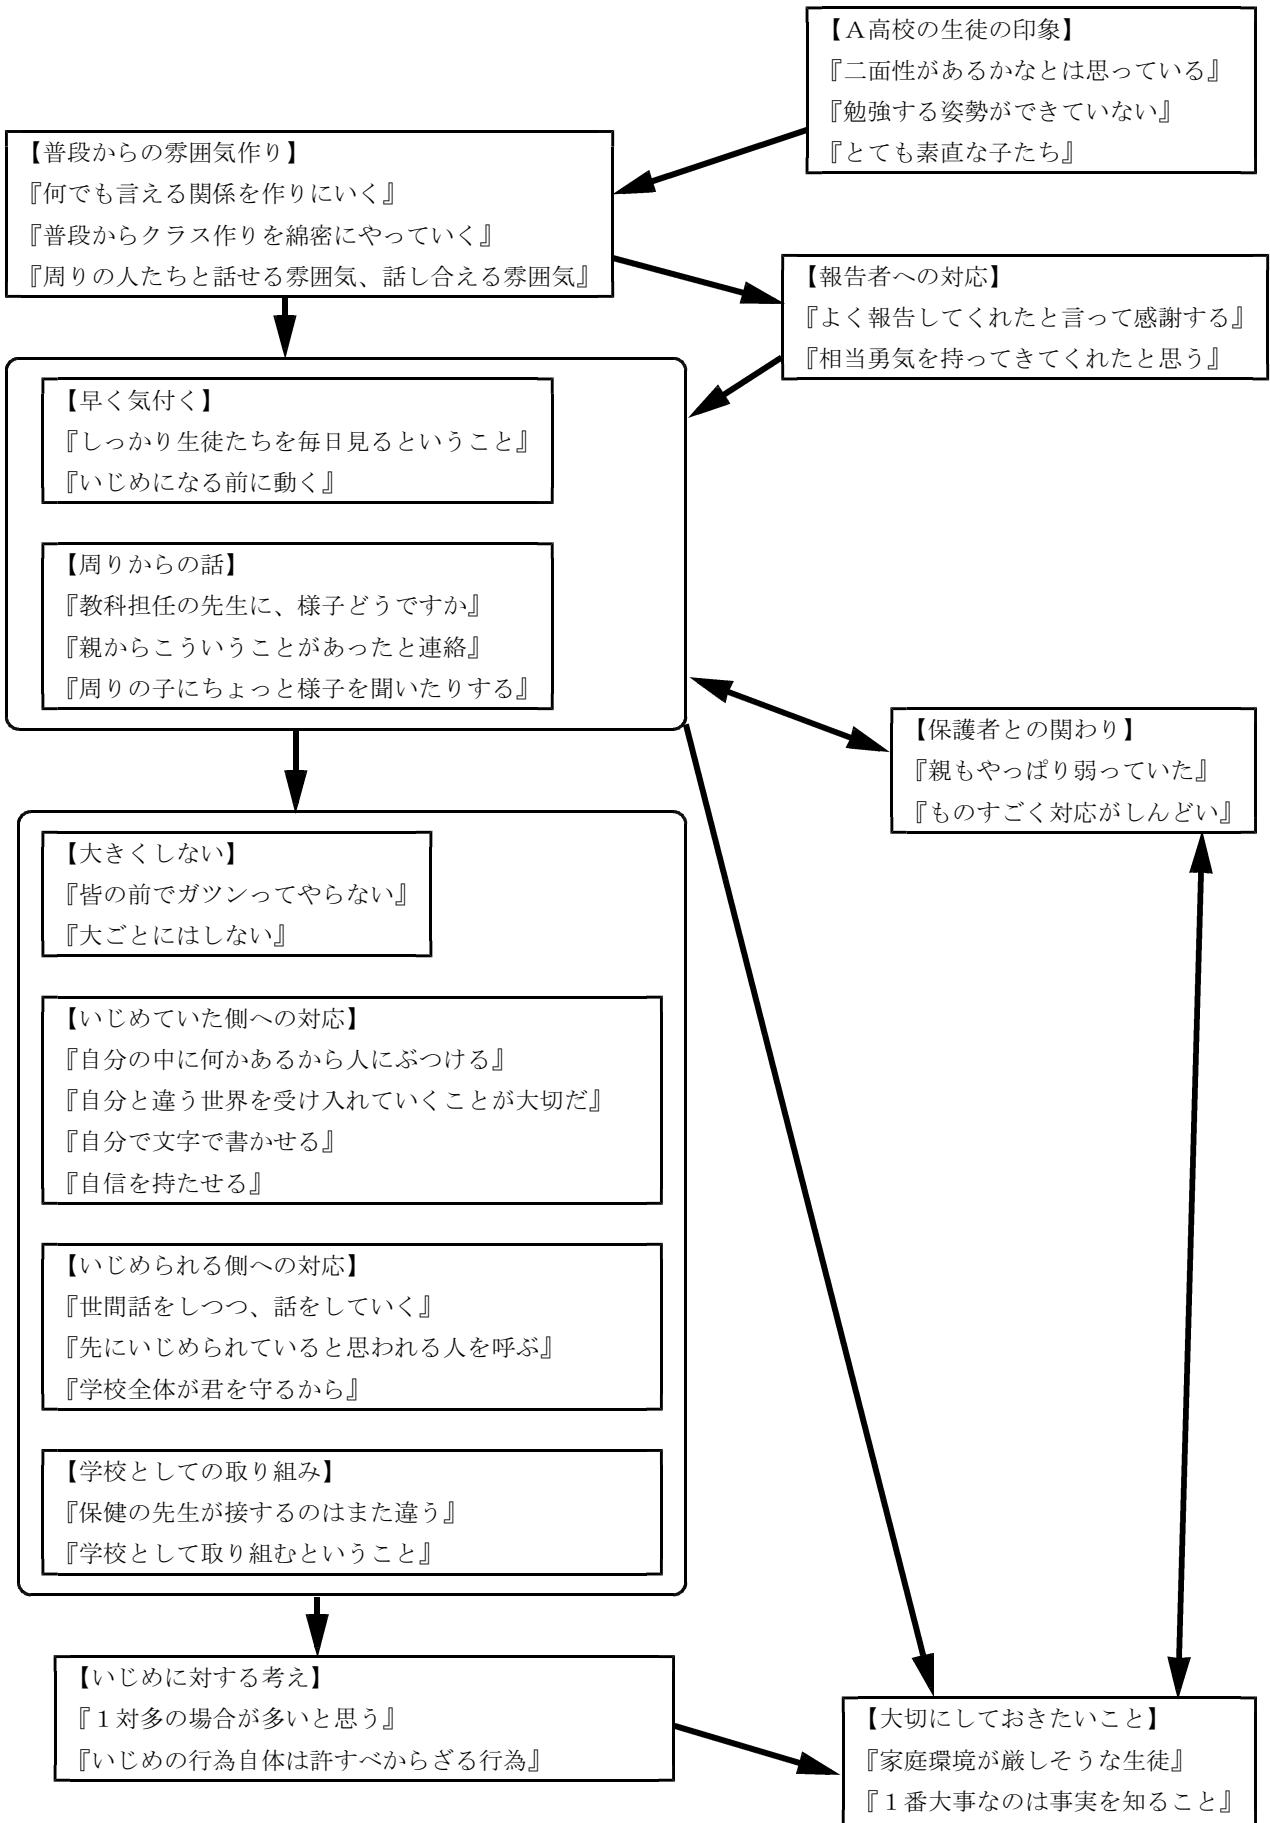 【Ａ高校の生徒の印象】
『二面性があるかなとは思っている』
『勉強する姿勢ができていない』
『とても素直な子たち』
【普段からの雰囲気作り】
『何でも言える関係を作りにいく』
『普段からクラス作りを綿密にやっていく』
『周りの人たちと話せる雰囲気、話し合える雰囲気』
【報告者への対応】
『よく報告してくれたと言って感謝する』
『相当勇気を持ってきてくれたと思う』
【早く気付く】
『しっかり生徒たちを毎日見るということ』
『いじめになる前に動く』
【周りからの話】
『教科担任の先生に、様子どうですか』
『親からこういうことがあったと連絡』
『周りの子にちょっと様子を聞いたりする』
【保護者との関わり】
『親もやっぱり弱っていた』
『ものすごく対応がしんどい』
【大きくしない】
『皆の前でガツンってやらない』
『大ごとにはしない』
【いじめていた側への対応】
『自分の中に何かあるから人にぶつける』
『自分と違う世界を受け入れていくことが大切だ』
『自分で文字で書かせる』
『自信を持たせる』
【いじめられる側への対応】
『世間話をしつつ、話をしていく』
『先にいじめられていると思われる人を呼ぶ』
『学校全体が君を守るから』
【学校としての取り組み】
『保健の先生が接するのはまた違う』
『学校として取り組むということ』
【いじめに対する考え】
『１対多の場合が多いと思う』
『いじめの行為自体は許すべからざる行為』
【大切にしておきたいこと】
『家庭環境が厳しそうな生徒』
『１番大事なのは事実を知ること』